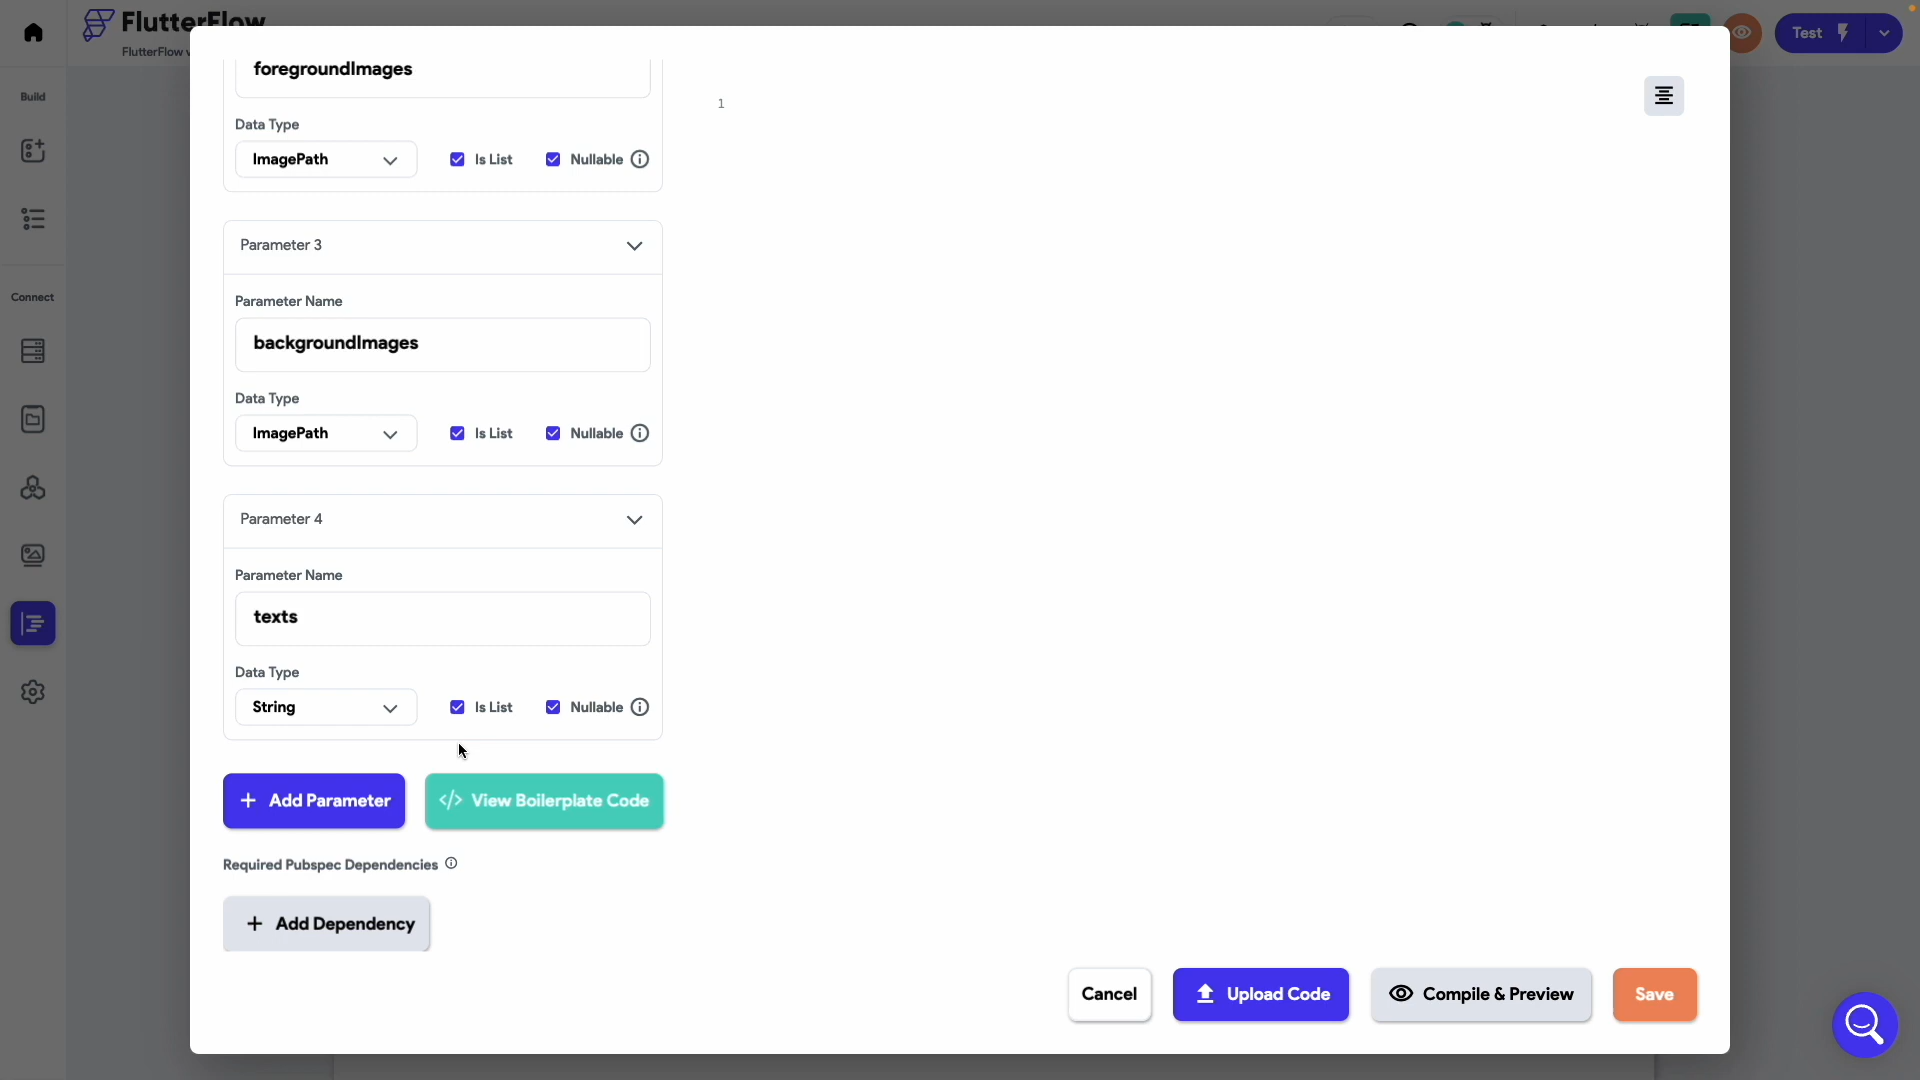 FlutterFlow
FlutterFlow
Test
Build
Connect
foregroundImages
1
Data Type
ImagePath
Is List
Nullable
Parameter 3
Parameter Name
backgroundImages
Data Type
ImagePath
Is List
Nullable
Parameter 4
Parameter Name
texts
Data Type
String
Is List
Nullable
+ Add Parameter
</> View Boilerplate Code
Required Pubspec Dependencies
+ Add Dependency
Cancel
Upload Code
Compile & Preview
Save